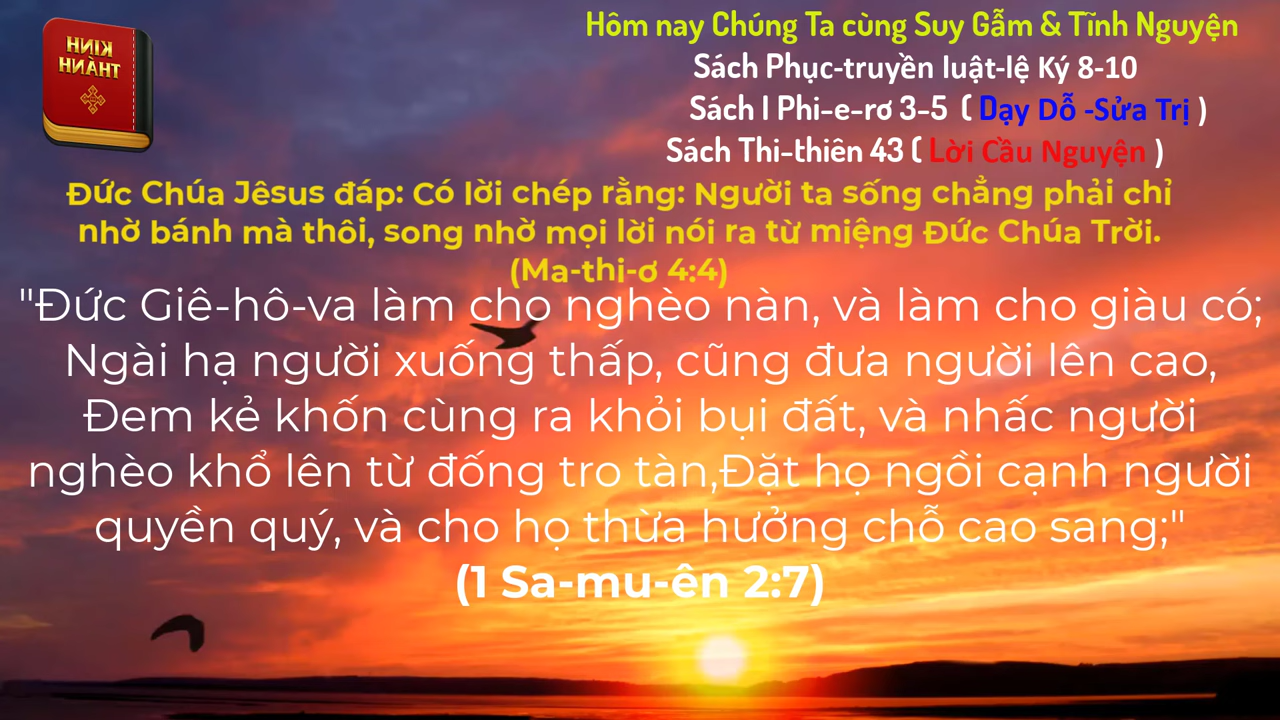 KINH
THÀNH
Hôm nay Chúng Ta cùng Suy Gẫm & Tĩnh Nguyện
Sách Phục-truyền luật-lệ Ký 8-10
Sách I Phi-e-rơ 3-5 ( Dạy Dỗ -Sửa Trị )
Sách Thi-thiên 43 ( Lời Cầu Nguyện )
Đức Chúa Jêsus đáp: Có lời chép rằng: Người ta sống chẳng phải chỉ
nhờ bánh mà thôi, song nhờ mọi lời nói ra từ miệng Đức Chúa Trời.
(Ma-thi-ơ 4:4)
"Đức Giê-hô-va làm cho nghèo nàn, và làm cho giàu có;
Ngài hạ người xuống thấp, cũng đưa người lên cao,
Đem kẻ khốn cùng ra khỏi bụi đất, và nhấc người
nghèo khổ lên từ đống tro tàn,Đặt họ ngồi cạnh người
quyền quý, và cho họ thừa hưởng chỗ cao sang;"
(1 Sa-mu-ên 2:7)